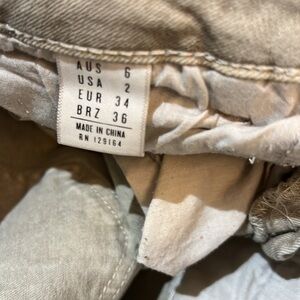 AUS 6
USA 2
EUR 34
BRZ 36
MADE IN CHINA
RN 129164